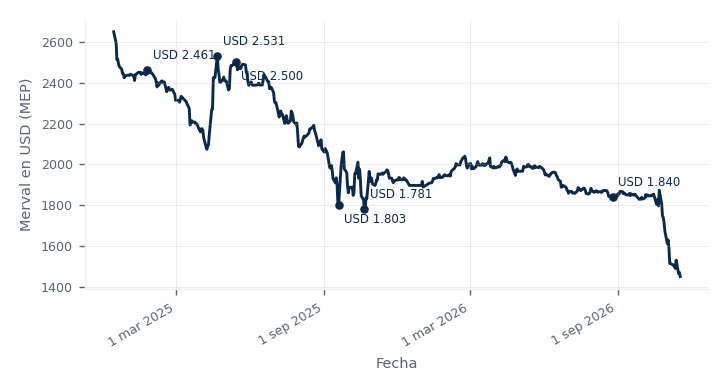 Merval en USD (MEP)
2600
2400
2200
2000
1800
1600
1400
USD 2.461
USD 2.531
USD 2.500
USD 1.803
USD 1.781
USD 1.840
1 mar 2025
1 sep 2025
1 mar 2026
1 sep 2026
Fecha